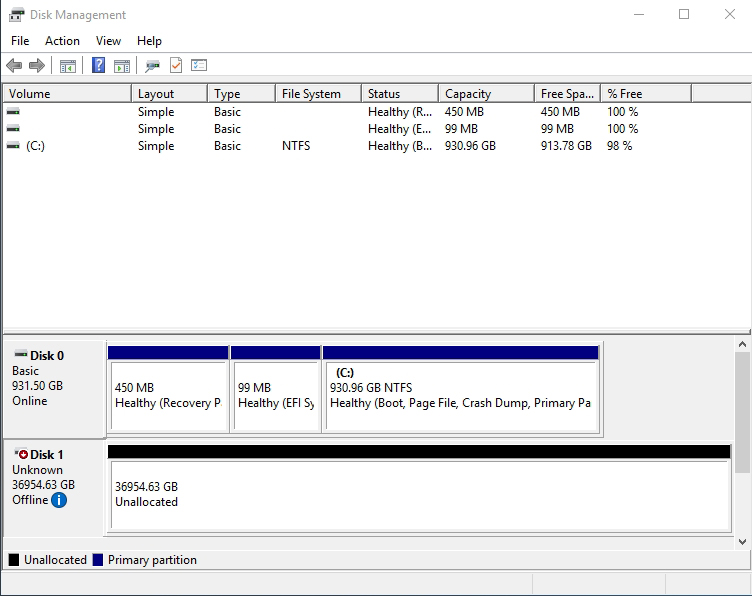 Disk Management
File Action View Help
Volume Layout Type File System Status Capacity Free Spa... % Free
Simple Basic Healthy (R... 450 MB 450 MB 100 %
Simple Basic Healthy (E... 99 MB 99 MB 100 %
(C:) Simple Basic NTFS Healthy (B... 930.96 GB 913.78 GB 98 %
Disk 0
Basic
931.50 GB
Online
450 MB
Healthy (Recovery P
99 MB
Healthy (EFI Sy
(C:)
930.96 GB NTFS
Healthy (Boot, Page File, Crash Dump, Primary Pa
Disk 1
Unknown
36954.63 GB
Offline
36954.63 GB
Unallocated
Unallocated Primary partition